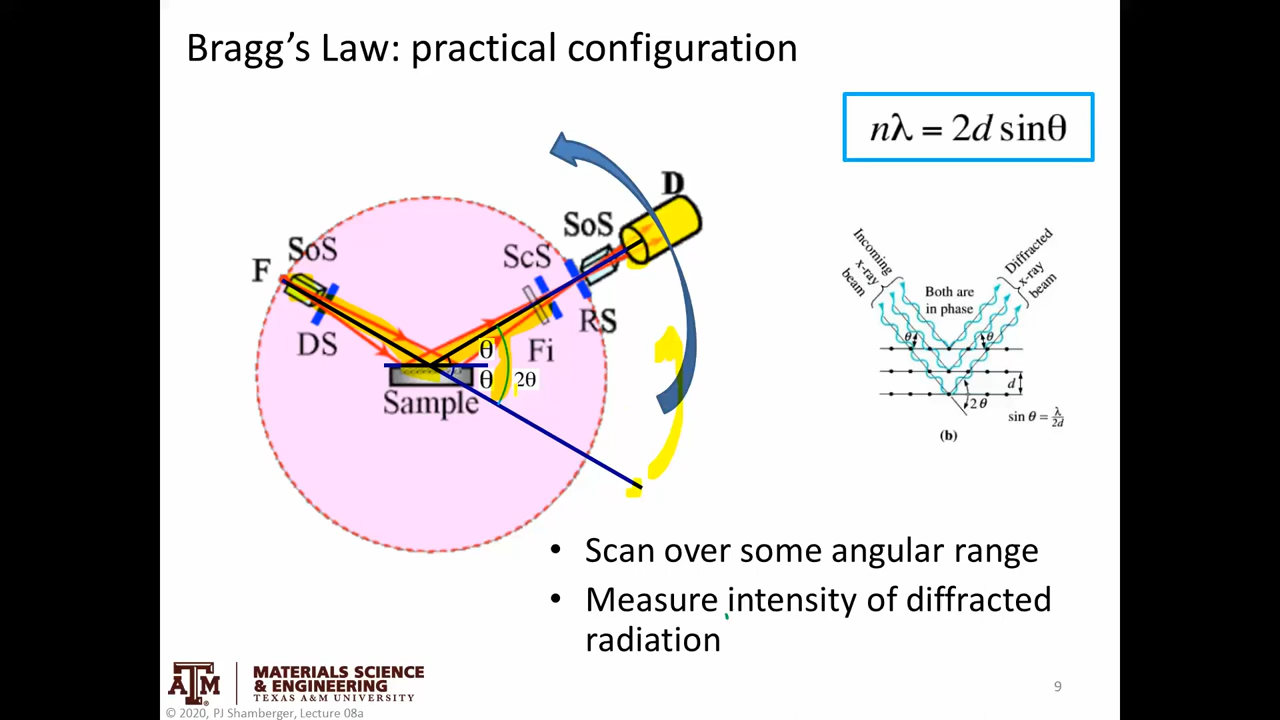 Bragg's Law: practical configuration
nλ = 2d sinθ
D
SoS
SoS
ScS
F
DS
RS
Fi
θ
θ
2θ
Sample
Incoming
x-ray
beam
Both are
in phase
Diffracted
x-ray
beam
θ
θ
d
2θ
sin θ = λ/2d
(b)
• Scan over some angular range
• Measure intensity of diffracted
radiation
ATM
MATERIALS SCIENCE
& ENGINEERING
TEXAS A&M UNIVERSITY
9
© 2020, PJ Shamberger, Lecture 08a